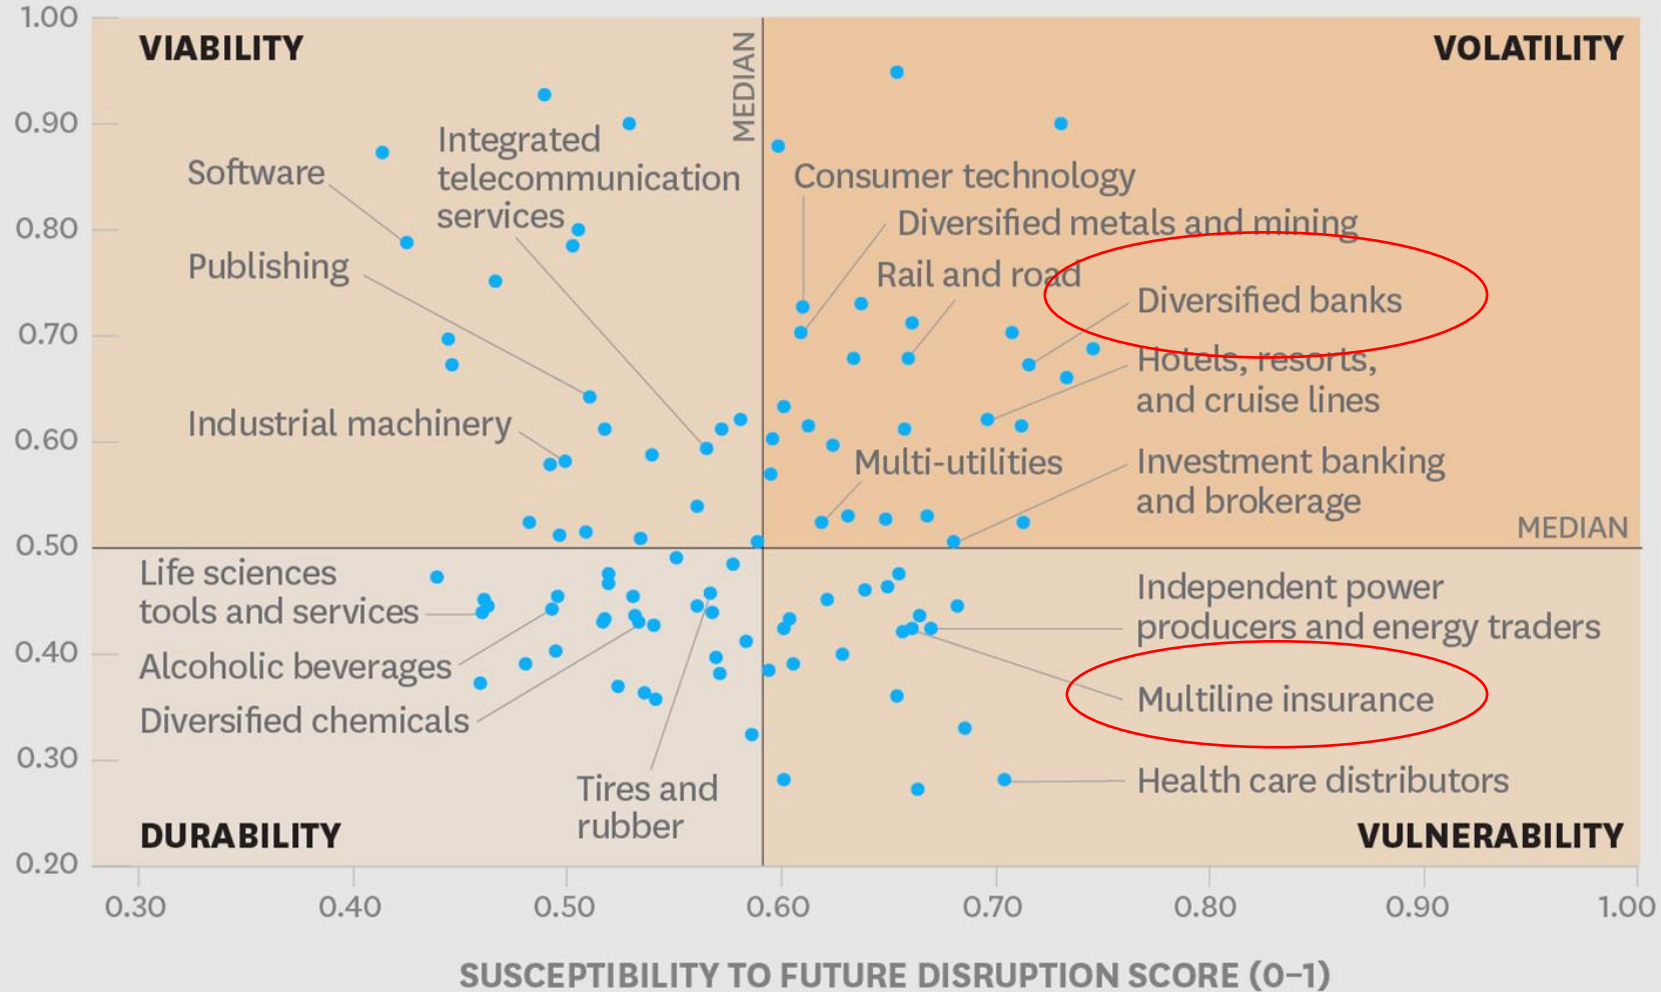 1.00
0.90
0.80
0.70
0.60
0.50
0.40
0.30
0.20
VIABILITY
MEDIAN
VOLATILITY
Software
Integrated
telecommunication
services
Publishing
Industrial machinery
Consumer technology
Diversified metals and mining
Rail and road
Diversified banks
Hotels, resorts,
and cruise lines
Multi-utilities
Investment banking
and brokerage
MEDIAN
Life sciences
tools and services
Alcoholic beverages
Diversified chemicals
Tires and
rubber
DURABILITY
Independent power
producers and energy traders
Multiline insurance
Health care distributors
VULNERABILITY
0.30
0.40
0.50
0.60
0.70
0.80
0.90
1.00
SUSCEPTIBILITY TO FUTURE DISRUPTION SCORE (0–1)